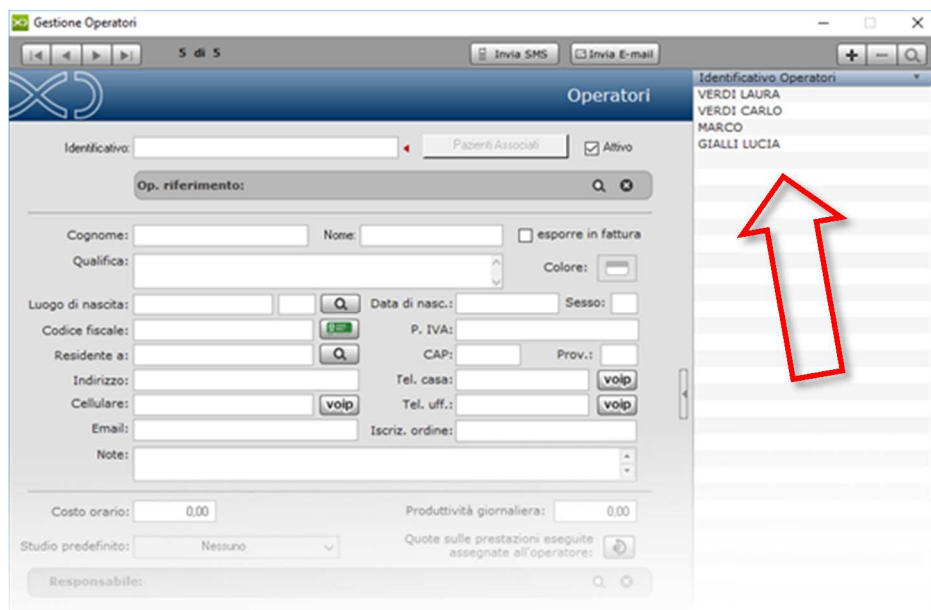 Gestione Operatori
5 di 5
Invia SMS
Invia E-mail
Operatori
Identificativo:
Pazienti Associati
Attivo
Op. riferimento:
Cognome:
Nome:
esporre in fattura
Qualifica:
Colore:
Luogo di nascita:
Data di nasc.:
Sesso:
Codice fiscale:
P. IVA:
Residente a:
CAP:
Prov.:
Indirizzo:
Tel. casa:
voip
Cellulare:
voip
Tel. uff.:
voip
Email:
Iscriz. ordine:
Note:
Costo orario:
0,00
Produttività giornaliera:
0,00
Studio predefinito:
Nessuno
Quote sulle prestazioni eseguite
assegnate all'operatore:
Responsabile:
Identificativo Operatori
VERDI LAURA
VERDI CARLO
MARCO
GIALLI LUCIA